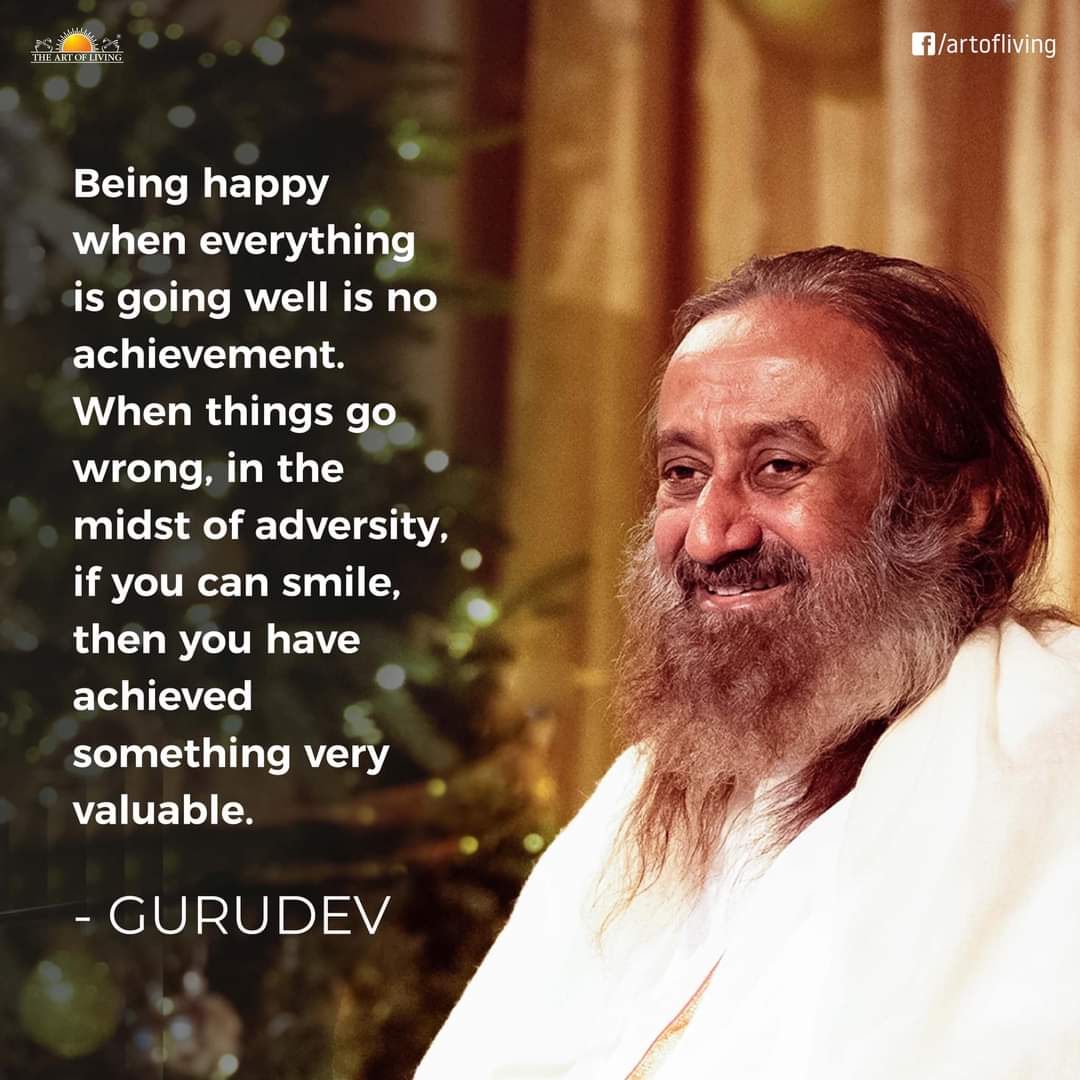 THE ART OF LIVING
/artofliving
Being happy
when everything
is going well is no
achievement.
When things go
wrong, in the
midst of adversity,
if you can smile,
then you have
achieved
something very
valuable.
- GURUDEV